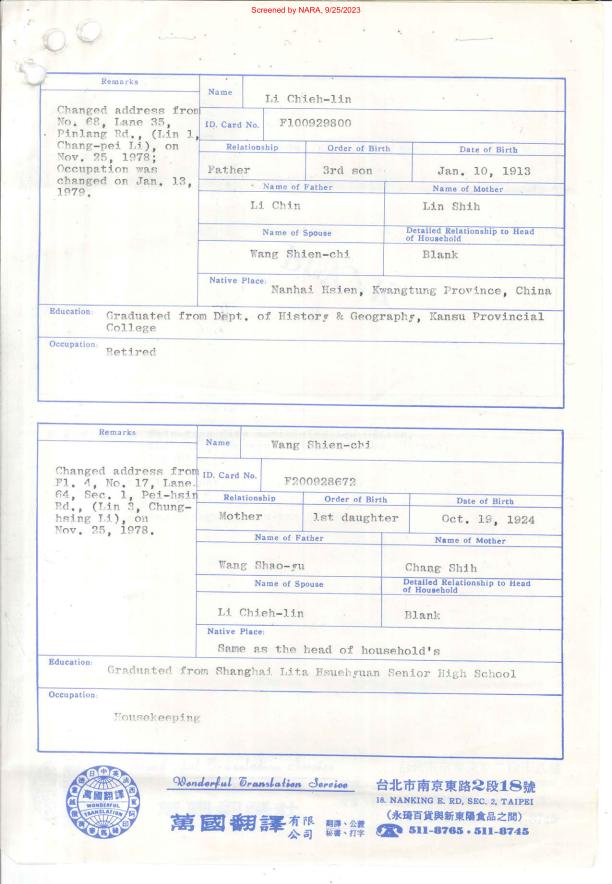 Screened by NARA, 9/25/2023
Remarks
Changed address from
No. 68, Lane 35,
Pinlang Rd., (Lin 1,
Chang-pei Li), on
Nov. 25, 1978;
Occupation was
changed on Jan. 13,
1979.
Name
Li Chieh-lin
ID. Card No.
F100929800
Relationship
Order of Birth
Date of Birth
Father
3rd son
Jan. 10, 1913
Name of Father
Name of Mother
Li Chin
Lin Shih
Name of Spouse
Detailed Relationship to Head
of Household
Wang Shien-chi
Blank
Native Place:
Nanhai Hsien, Kwangtung Province, China
Education:
Graduated from Dept. of History & Geography, Kansu Provincial
College
Occupation:
Retired
Remarks
Changed address from
Fl. 4, No. 17, Lane
64, Sec. 1, Pei-hsin
Rd., (Lin 3, Chung-
hsing Li), on
Nov. 25, 1978.
Name
Wang Shien-chi
ID. Card No.
F200928672
Relationship
Order of Birth
Date of Birth
Mother
1st daughter
Oct. 19, 1924
Name of Father
Name of Mother
Wang Shao-yu
Chang Shih
Name of Spouse
Detailed Relationship to Head
of Household
Li Chieh-lin
Blank
Native Place:
Same as the head of household's
Education:
Graduated from Shanghai Lita Hsuehyuan Senior High School
Occupation:
Housekeeping
萬國翻譯
WONDERFUL
TRANSLATION
Wonderful Translation Service
萬國翻譯有限公司
翻譯、公證
秘書、打字
台北市南京東路2段18號
18. NANKING E. RD, SEC. 2, TAIPEI
(永琦百貨與新東陽食品之間)
☎ 511-8765・511-8745